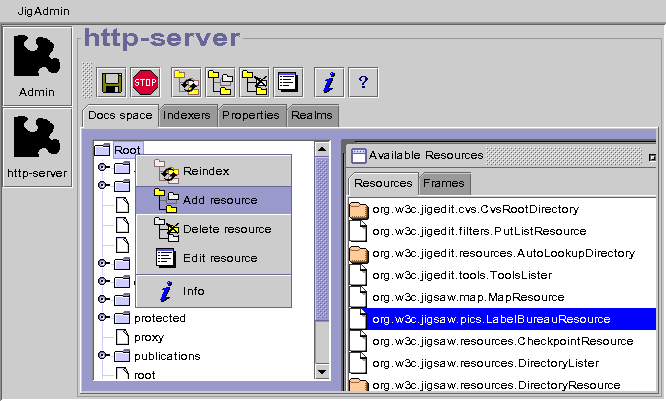 JigAdmin
http-server
Admin
http-server
STOP
i
?
Docs space Indexers Properties Realms
Root
Reindex
Add resource
Delete resource
Edit resource
i Info
protected
proxy
publications
root
Available Resources
Resources Frames
org.w3c.jigedit.cvs.CvsRootDirectory
org.w3c.jigedit.filters.PutListResource
org.w3c.jigedit.resources.AutoLookupDirectory
org.w3c.jigedit.tools.ToolsLister
org.w3c.jigsaw.map.MapResource
org.w3c.jigsaw.pics.LabelBureauResource
org.w3c.jigsaw.resources.CheckpointResource
org.w3c.jigsaw.resources.DirectoryLister
org.w3c.jigsaw.resources.DirectoryResource